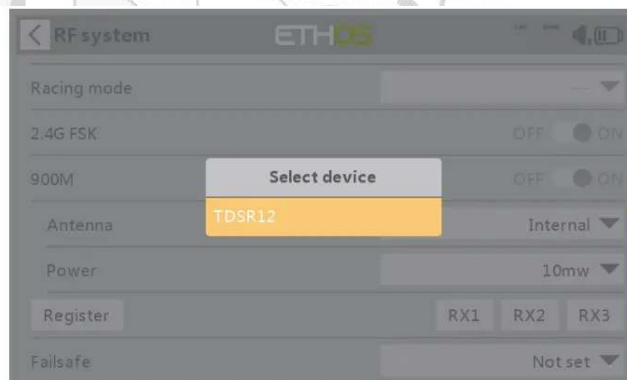 RF system ETHOS
Racing mode —
2.4G FSK OFF ON
900M OFF ON
Select device
TDSR12
Antenna Internal
Power 10mw
Register RX1 RX2 RX3
Failsafe Not set